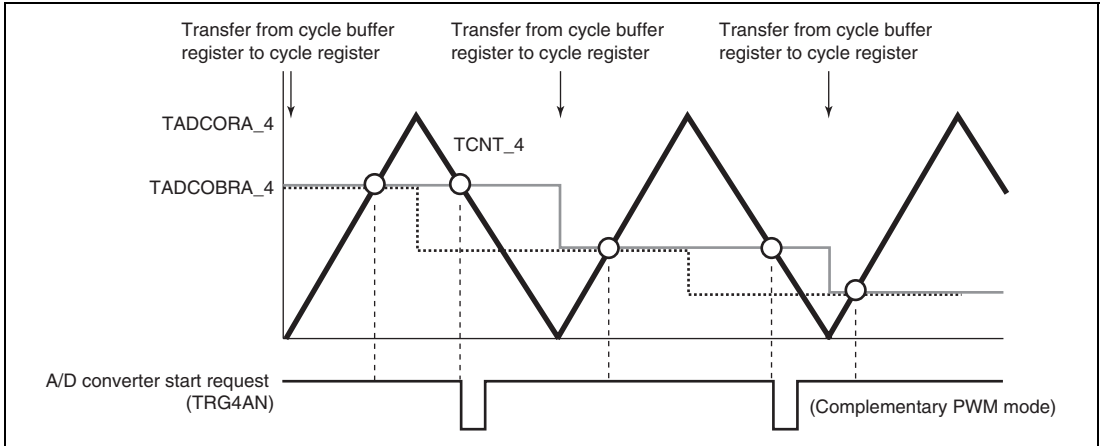 Transfer from cycle buffer
register to cycle register
Transfer from cycle buffer
register to cycle register
Transfer from cycle buffer
register to cycle register
TADCORA_4
TCNT_4
TADCOBRA_4
A/D converter start request
(TRG4AN)
(Complementary PWM mode)